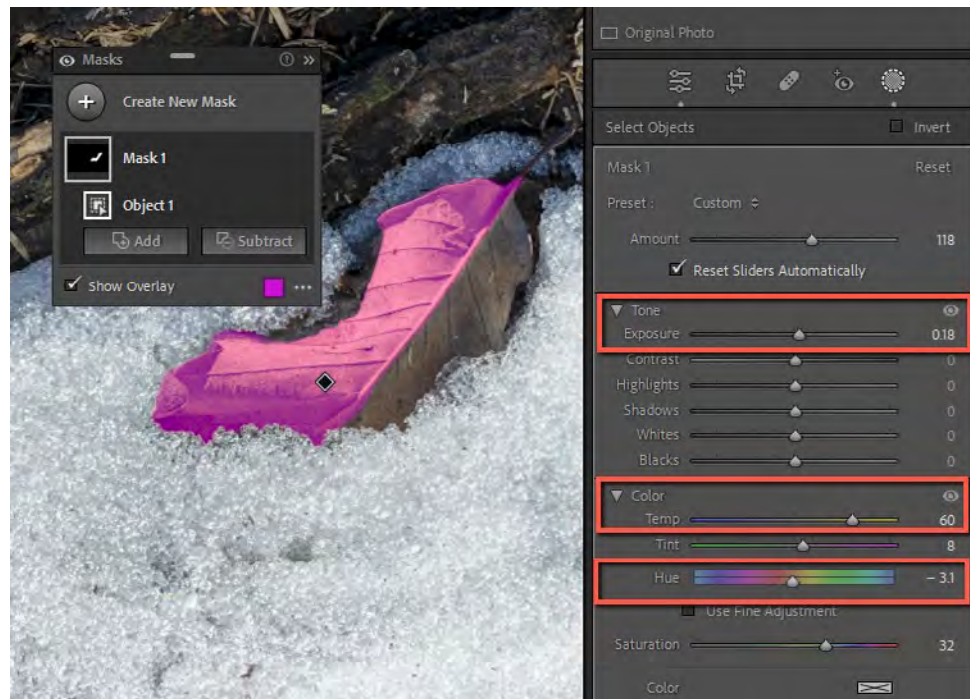 Masks
Create New Mask
Mask 1
Object 1
Add Subtract
Show Overlay
Original Photo
Select Objects Invert
Mask 1 Reset
Preset : Custom
Amount 118
Reset Sliders Automatically
Tone
Exposure 0.18
Contrast 0
Highlights 0
Shadows 0
Whites 0
Blacks 0
Color
Temp 60
Tint 8
Hue – 3.1
Use Fine Adjustment
Saturation 32
Color